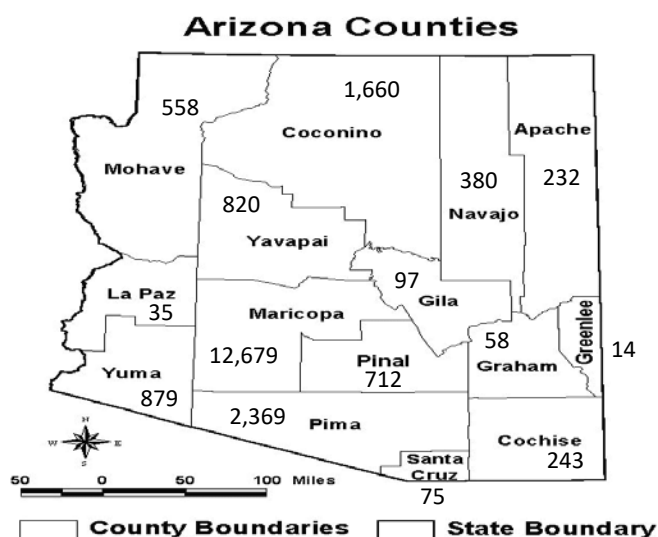 Arizona Counties
1,660
558
Coconino
Apache
Mohave
380
232
820
Navajo
Yavapai
97
La Paz
Gila
35
Maricopa
Greenlee
58
14
12,679
Pinal
Graham
Yuma
712
879
2,369
Pima
Cochise
N
W E
S
Santa
Cruz
243
50 0 50 100 Miles
75
County Boundaries State Boundary